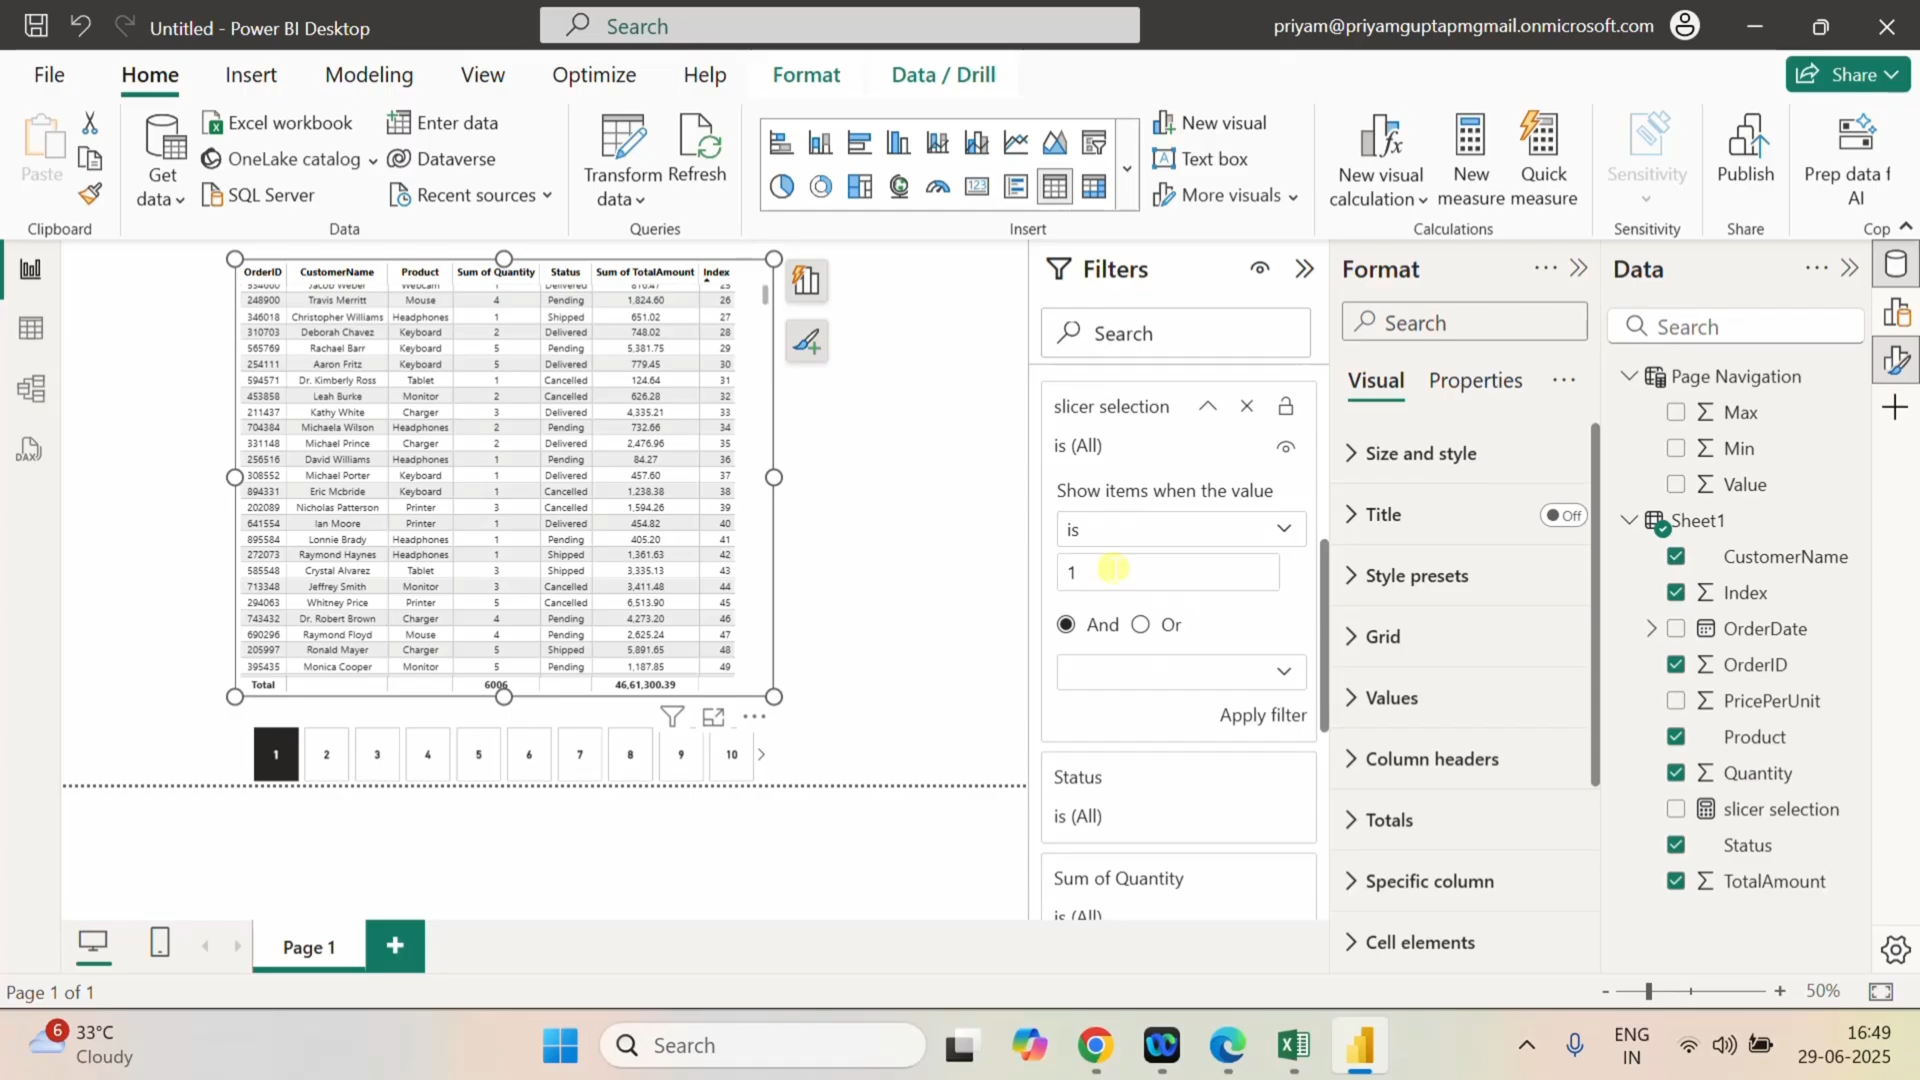 Untitled - Power BI Desktop
Search
priyam@priyamguptapmgmail.onmicrosoft.com
File
Home
Insert
Modeling
View
Optimize
Help
Format
Data / Drill
Share
Paste
Clipboard
Get data
Excel workbook
OneLake catalog
SQL Server
Enter data
Dataverse
Recent sources
Data
Transform data
Refresh
Queries
123
New visual
A Text box
More visuals
Insert
New visual calculation
New measure
Quick measure
Calculations
Sensitivity
Sensitivity
Publish
Share
Prep data f
AI
Cop
DAX
OrderID CustomerName Product Sum of Quantity Status Sum of TotalAmount Index
248900 Travis Merritt Mouse 4 Pending 1,824.60 26
346018 Christopher Williams Headphones 1 Shipped 651.02 27
310703 Deborah Chavez Keyboard 2 Delivered 748.02 28
565769 Rachael Barr Keyboard 5 Pending 5,381.75 29
254111 Aaron Fritz Keyboard 5 Delivered 779.45 30
594571 Dr. Kimberly Ross Tablet 1 Cancelled 124.64 31
453858 Leah Burke Monitor 2 Cancelled 626.28 32
211437 Kathy White Charger 3 Delivered 4,335.21 33
704384 Michaela Wilson Headphones 2 Pending 732.66 34
331148 Michael Prince Charger 2 Delivered 2,476.96 35
256516 David Williams Headphones 1 Pending 84.27 36
308552 Michael Porter Keyboard 1 Delivered 457.60 37
894331 Eric Mcbride Keyboard 1 Cancelled 1,238.38 38
202089 Nicholas Patterson Printer 3 Cancelled 1,594.26 39
641554 Ian Moore Printer 1 Delivered 454.82 40
895584 Lonnie Brady Headphones 1 Pending 405.20 41
272073 Raymond Haynes Headphones 1 Shipped 1,361.63 42
585548 Crystal Alvarez Tablet 3 Shipped 3,335.13 43
713348 Jeffrey Smith Monitor 3 Cancelled 3,411.48 44
294063 Whitney Price Printer 5 Cancelled 6,513.90 45
743432 Dr. Robert Brown Charger 4 Pending 4,273.20 46
690296 Raymond Floyd Mouse 4 Pending 2,625.24 47
205997 Ronald Mayer Charger 5 Shipped 5,891.65 48
395435 Monica Cooper Monitor 5 Pending 1,187.85 49
Total 6006 46,61,300.39
1 2 3 4 5 6 7 8 9 10
Filters
Search
slicer selection
is (All)
Show items when the value
is
1
And Or
Apply filter
Status
is (All)
Sum of Quantity
is (All)
Format
Search
Visual Properties
Size and style
Title Off
Style presets
Grid
Values
Column headers
Totals
Specific column
Cell elements
Data
Search
Page Navigation
Max
Min
Value
Sheet1
CustomerName
Index
OrderDate
OrderID
PricePerUnit
Product
Quantity
slicer selection
Status
TotalAmount
Page 1
Page 1 of 1
50%
6
33°C
Cloudy
Search
ENG
IN
16:49
29-06-2025